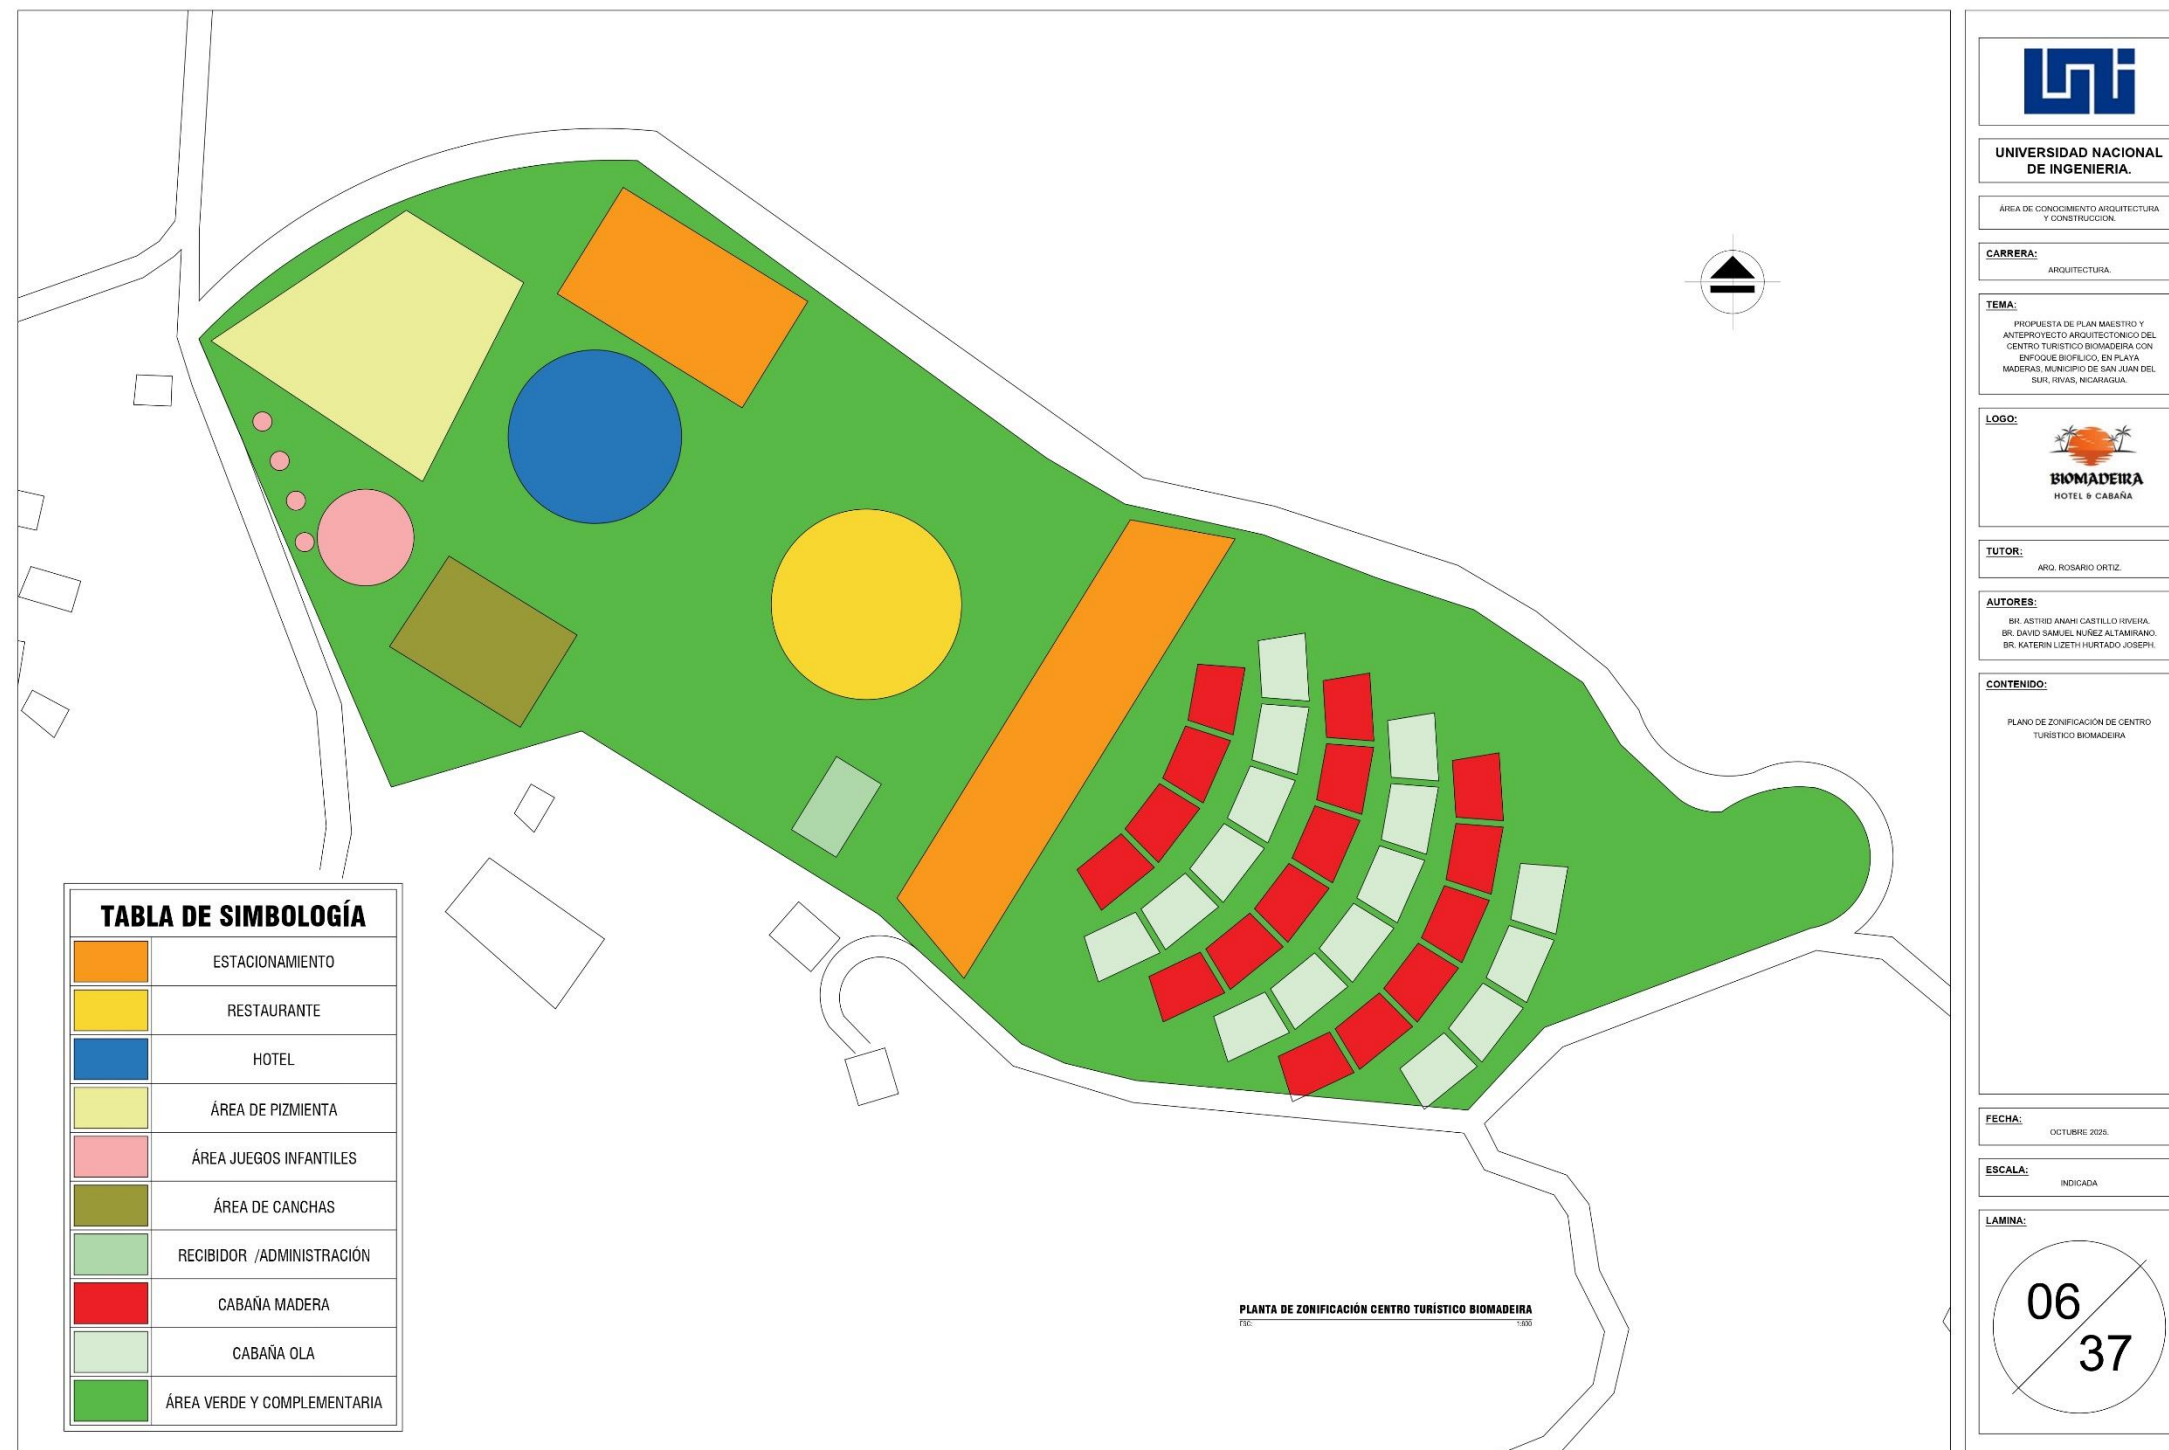 UNIVERSIDAD NACIONAL
DE INGENIERIA.
ÁREA DE CONOCIMIENTO ARQUITECTURA
Y CONSTRUCCION.
CARRERA:
ARQUITECTURA.
TEMA:
PROPUESTA DE PLAN MAESTRO Y
ANTEPROYECTO ARQUITECTONICO DEL
CENTRO TURISTICO BIOMADEIRA CON
ENFOQUE BIOFILICO, EN PLAYA
MADERAS, MUNICIPIO DE SAN JUAN DEL
SUR, RIVAS, NICARAGUA.
LOGO:
BIOMADEIRA
HOTEL & CABAÑA
TUTOR:
ARQ. ROSARIO ORTIZ.
AUTORES:
BR. ASTRID ANAHI CASTILLO RIVERA.
BR. DAVID SAMUEL NUÑEZ ALTAMIRANO.
BR. KATERIN LIZETH HURTADO JOSEPH.
CONTENIDO:
PLANO DE ZONIFICACIÓN DE CENTRO
TURÍSTICO BIOMADEIRA
FECHA:
OCTUBRE 2025.
ESCALA:
INDICADA
LAMINA:
06
37
TABLA DE SIMBOLOGÍA
ESTACIONAMIENTO
RESTAURANTE
HOTEL
ÁREA DE PIZMIENTA
ÁREA JUEGOS INFANTILES
ÁREA DE CANCHAS
RECIBIDOR /ADMINISTRACIÓN
CABAÑA MADERA
CABAÑA OLA
ÁREA VERDE Y COMPLEMENTARIA
PLANTA DE ZONIFICACIÓN CENTRO TURÍSTICO BIOMADEIRA
ESC: 1:600